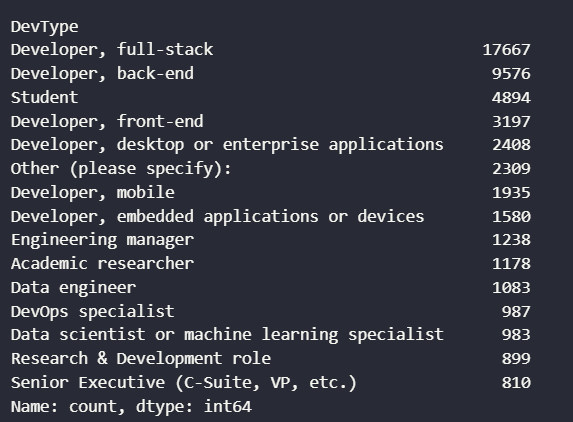 DevType
Developer, full-stack 17667
Developer, back-end 9576
Student 4894
Developer, front-end 3197
Developer, desktop or enterprise applications 2408
Other (please specify): 2309
Developer, mobile 1935
Developer, embedded applications or devices 1580
Engineering manager 1238
Academic researcher 1178
Data engineer 1083
DevOps specialist 987
Data scientist or machine learning specialist 983
Research & Development role 899
Senior Executive (C-Suite, VP, etc.) 810
Name: count, dtype: int64